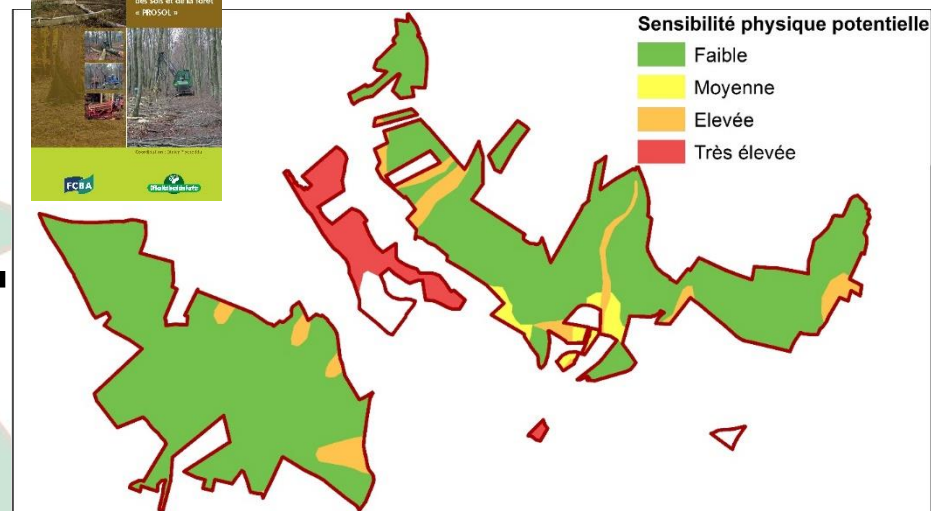 des sols et de la forêt
« PROSOL »
FCBA
Sensibilité physique potentielle
Faible
Moyenne
Elevée
Très élevée